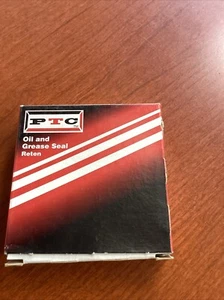 PTC
Oil and
Grease Seal
Reten